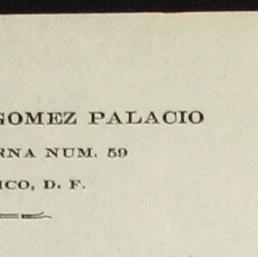 GOMEZ PALACIO
RNA NUM. 59
ICO, D. F.